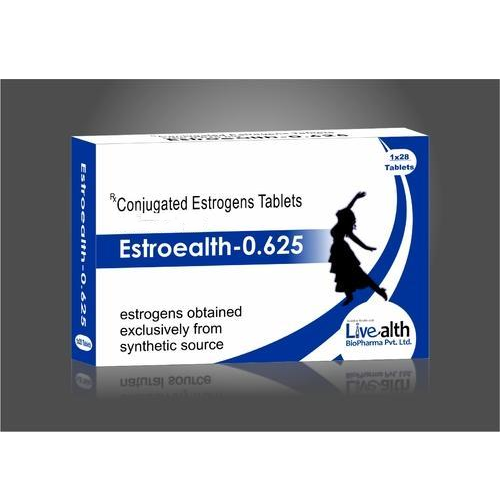 1x28
Tablets
℞Conjugated Estrogens Tablets
Estroealth-0.625
estrogens obtained
exclusively from
synthetic source
Livealth
BioPharma Pvt. Ltd.
Estroealth-0.625